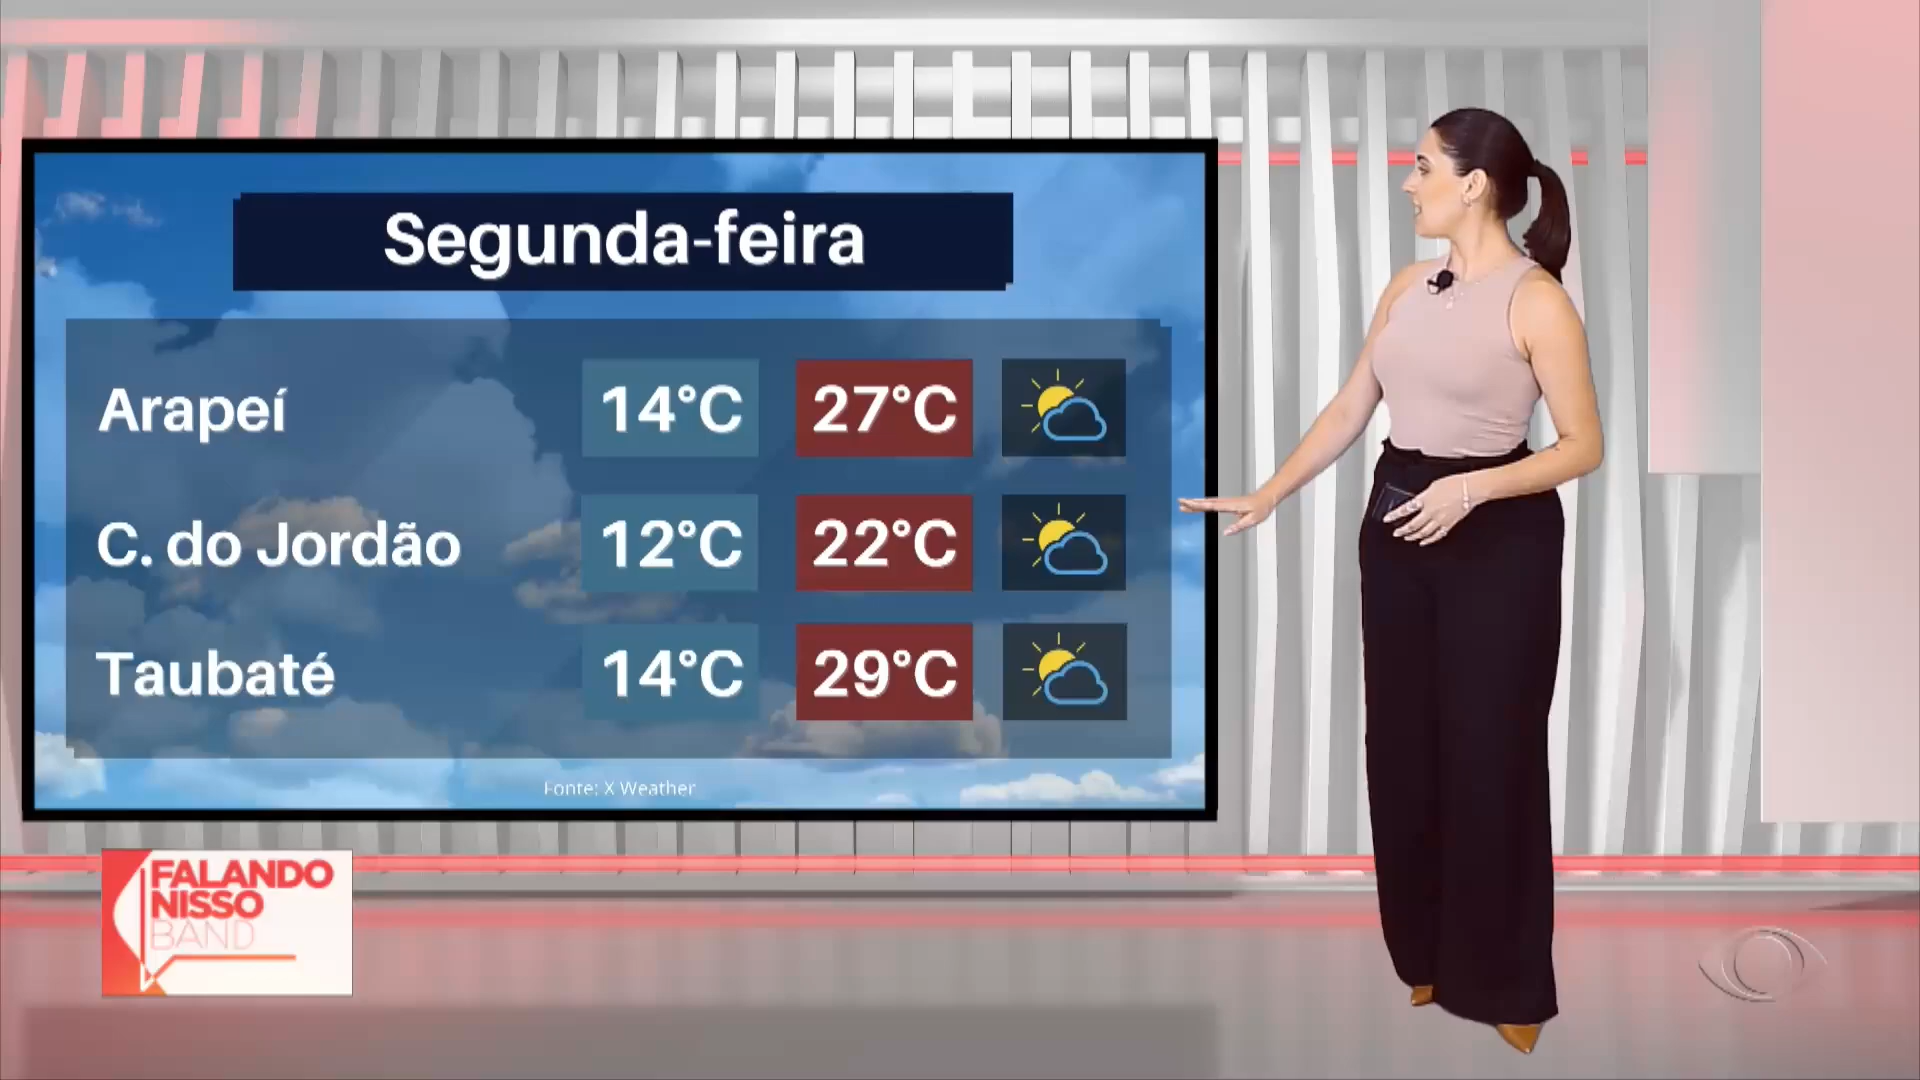 Segunda-feira
Arapeí 14°C 27°C
C. do Jordão 12°C 22°C
Taubaté 14°C 29°C
Fonte: X Weather
FALANDO
NISSO
BAND